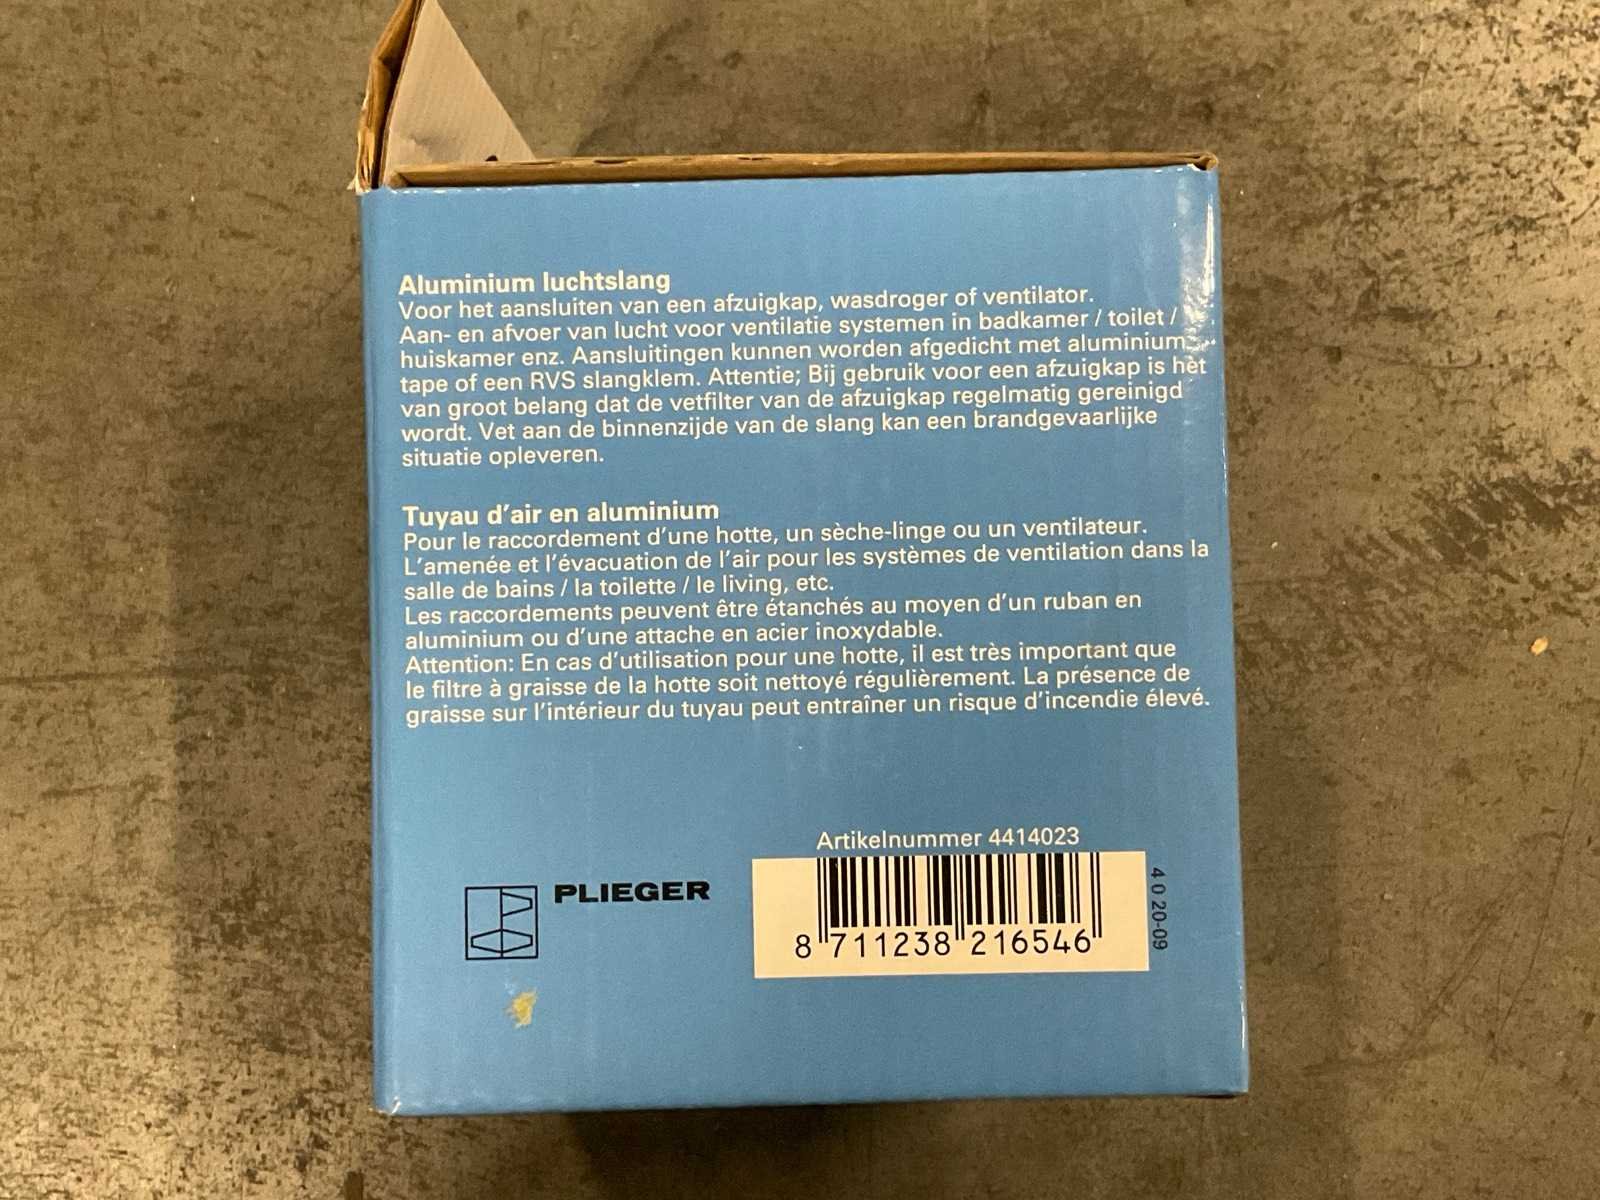 Aluminium luchtslang
Voor het aansluiten van een afzuigkap, wasdroger of ventilator.
Aan- en afvoer van lucht voor ventilatie systemen in badkamer / toilet /
huiskamer enz. Aansluitingen kunnen worden afgedicht met aluminium
tape of een RVS slangklem. Attentie; Bij gebruik voor een afzuigkap is het
van groot belang dat de vetfilter van de afzuigkap regelmatig gereinigd
wordt. Vet aan de binnenzijde van de slang kan een brandgevaarlijke
situatie opleveren.
Tuyau d'air en aluminium
Pour le raccordement d'une hotte, un sèche-linge ou un ventilateur.
L'amenée et l'évacuation de l'air pour les systèmes de ventilation dans la
salle de bains / la toilette / le living, etc.
Les raccordements peuvent être étanchés au moyen d'un ruban en
aluminium ou d'une attache en acier inoxydable.
Attention: En cas d'utilisation pour une hotte, il est très important que
le filtre à graisse de la hotte soit nettoyé régulièrement. La présence de
graisse sur l'intérieur du tuyau peut entraîner un risque d'incendie élevé.
Artikelnummer 4414023
PLIEGER
8 711238 216546
4 0 20-09